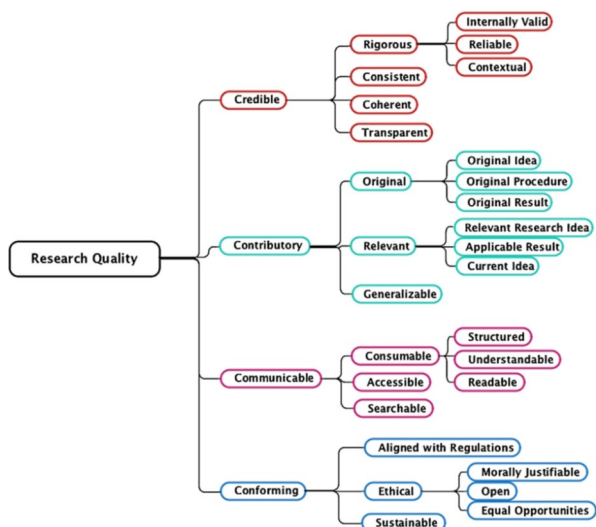 Research Quality
Credible
Rigorous
Internally Valid
Reliable
Contextual
Consistent
Coherent
Transparent
Contributory
Original
Original Idea
Original Procedure
Original Result
Relevant
Relevant Research Idea
Applicable Result
Current Idea
Generalizable
Communicable
Consumable
Structured
Understandable
Readable
Accessible
Searchable
Conforming
Aligned with Regulations
Ethical
Morally Justifiable
Open
Equal Opportunities
Sustainable